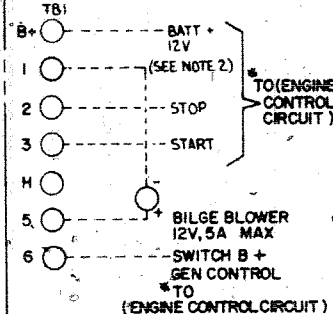 TB1
B+ BATT +
12V
1 (SEE NOTE 2)
* TO (ENGINE
CONTROL
CIRCUIT)
2 STOP
3 START
H
-
+
5 BILGE BLOWER
12V, 5A MAX
6 SWITCH B +
GEN CONTROL
* TO
(ENGINE CONTROL CIRCUIT)